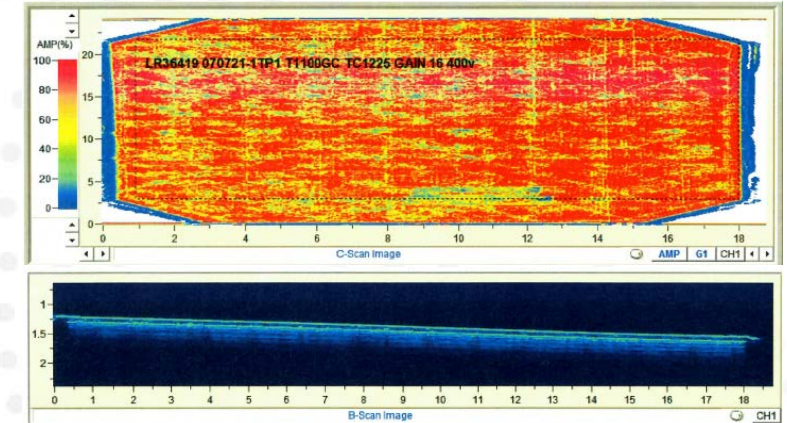 AMP(%)
100
80
60
40
20
0
20
15
10
5
0
LR36419 070721-1TP1 T1100GC TC1225 GAIN 16 400v
0 2 4 6 8 10 12 14 16 18
C-Scan Image
AMP G1 CH1
1
1.5
2
0 1 2 3 4 5 6 7 8 9 10 11 12 13 14 15 16 17 18
B-Scan Image
CH1